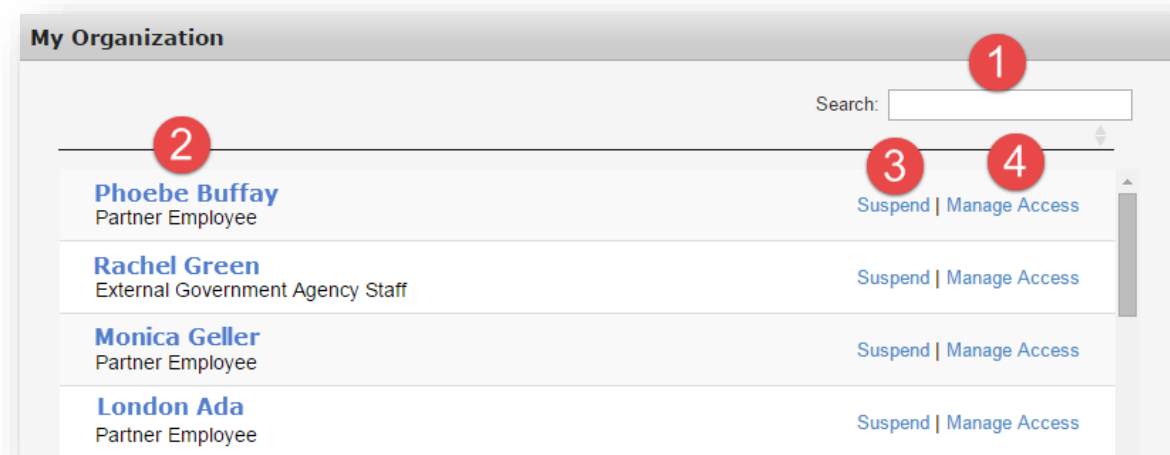 My Organization
1
Search:
2
3
4
Phoebe Buffay
Partner Employee
Suspend | Manage Access
Rachel Green
External Government Agency Staff
Suspend | Manage Access
Monica Geller
Partner Employee
Suspend | Manage Access
London Ada
Partner Employee
Suspend | Manage Access